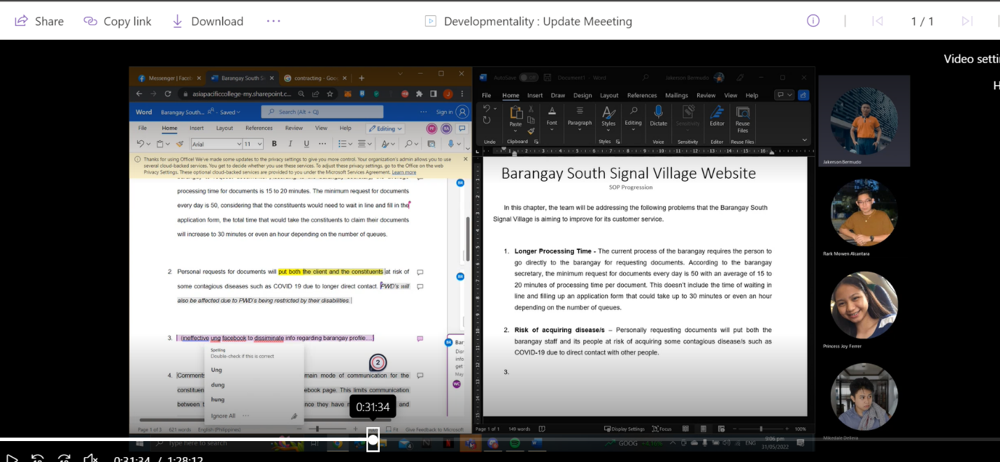 Share Copy link Download ··· Developmentality : Update Meeeting 1 / 1
Video setti
H
Messenger | Faceb Barangay South Si contracting - Goo
asiapacificcollege-my.sharepoint.c...
Word Barangay South... - Saved Search (Alt + Q) ··· Sign in
File Home Insert Layout References Review View Help Editing
Arial 11 B I U ···
Thanks for using Office! We've made some updates to the privacy settings to give you more control. Your organization's admin allows you to use
several cloud-backed services. You get to decide whether you use these services. To adjust these privacy settings, go to the Office on the web
Privacy Settings. These optional cloud-backed services are provided to you under the Microsoft Services Agreement. Learn more
processing time for documents is 15 to 20 minutes. The minimum request for documents
every day is 50, considering that the constituents would need to wait in line and fill in the
application form, the total time that would take the constituents to claim their documents
will increase to 30 minutes or even an hour depending on the number of queues.
2. Personal requests for documents will put both the client and the constituents at risk of
some contagious diseases such as COVID 19 due to longer direct contact. PWD's will
also be affected due to PWD's being restricted by their disabilities.
3. (ineffective ung facebook to dissiminate info regarding barangay profile....
Spelling
Double-check if this is correct
Ung
dung
hung
Ignore All ···
2
4. Comments main mode of communication for the
constituen ebook page. This limits communication
between t nce they have and
BR
BR
PF RA
BR Bar
Disr
info
get
May
WC
Page 1 of 3 621 words English (Philippines) Fit Give Feedback to Microsoft
AutoSave Off Document1 - Word Jakerson Bermudo
File Home Insert Draw Design Layout References Mailings Review View Help
Paste Font Paragraph Styles Editing Dictate Sensitivity Editor Reuse
Files
Undo Clipboard Styles Voice Sensitivity Editor Reuse Files
Barangay South Signal Village Website
SOP Progression
In this chapter, the team will be addressing the following problems that the Barangay South
Signal Village is aiming to improve for its customer service.
1. Longer Processing Time - The current process of the barangay requires the person to
go directly to the barangay for requesting documents. According to the barangay
secretary, the minimum request for documents every day is 50 with an average of 15 to
20 minutes of processing time per document. This doesn't include the time of waiting in
line and filling up an application form that could take up to 30 minutes or even an hour
depending on the number of queues.
2. Risk of acquiring disease/s – Personally requesting documents will put both the
barangay staff and its people at risk of acquiring some contagious disease/s such as
COVID-19 due to direct contact with other people.
3.
Page 1 of 1 149 words Display Settings Focus 100%
Jakerson Bermudo
Rark Mowen Alcantara
Princess Joy Ferrer
Mikedale Dellera
0:31:34
Type here to search GOOG +4.16% ENG 9:06 pm
31/05/2022
0:31:34 / 1:28:12